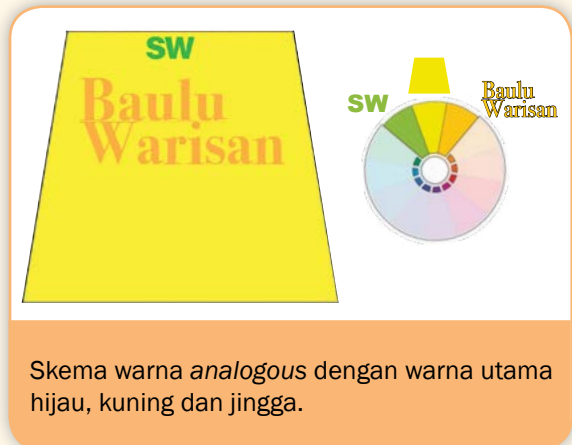 SW
Baulu
Warisan
SW
Baulu
Warisan
Skema warna analogous dengan warna utama
hijau, kuning dan jingga.